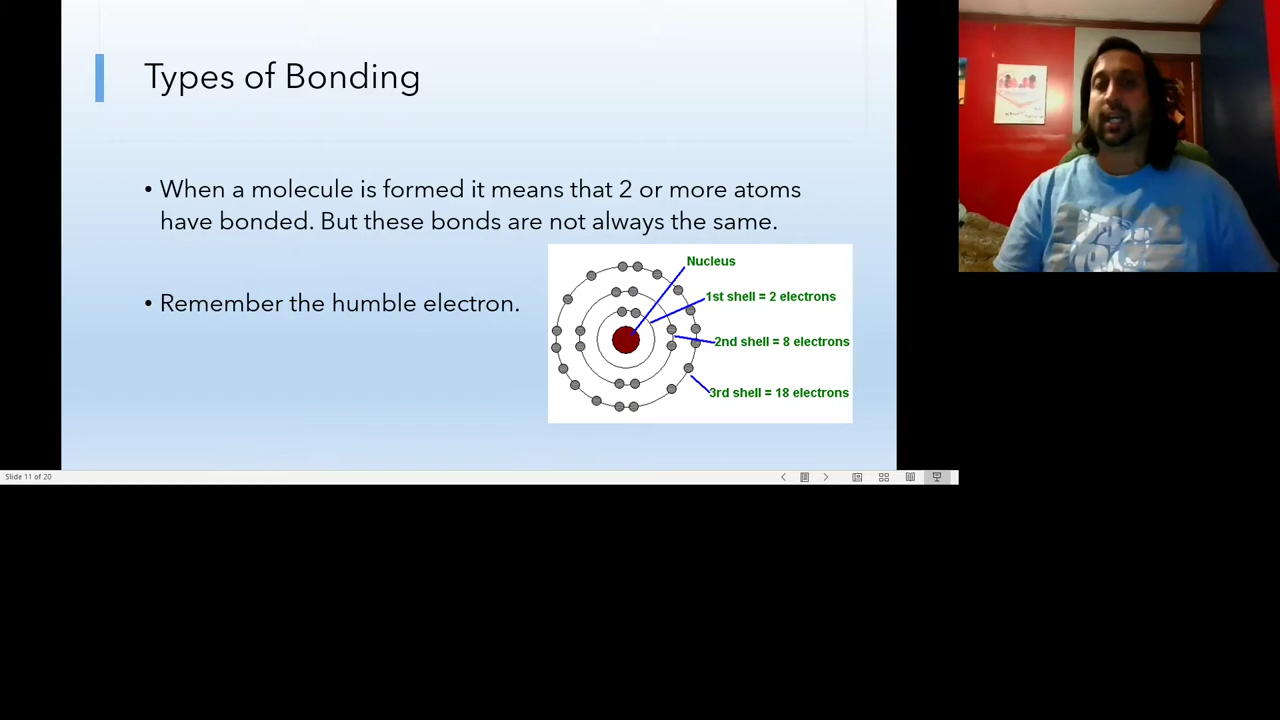 Types of Bonding
• When a molecule is formed it means that 2 or more atoms
have bonded. But these bonds are not always the same.
• Remember the humble electron.
Nucleus
1st shell = 2 electrons
2nd shell = 8 electrons
3rd shell = 18 electrons
Slide 11 of 20